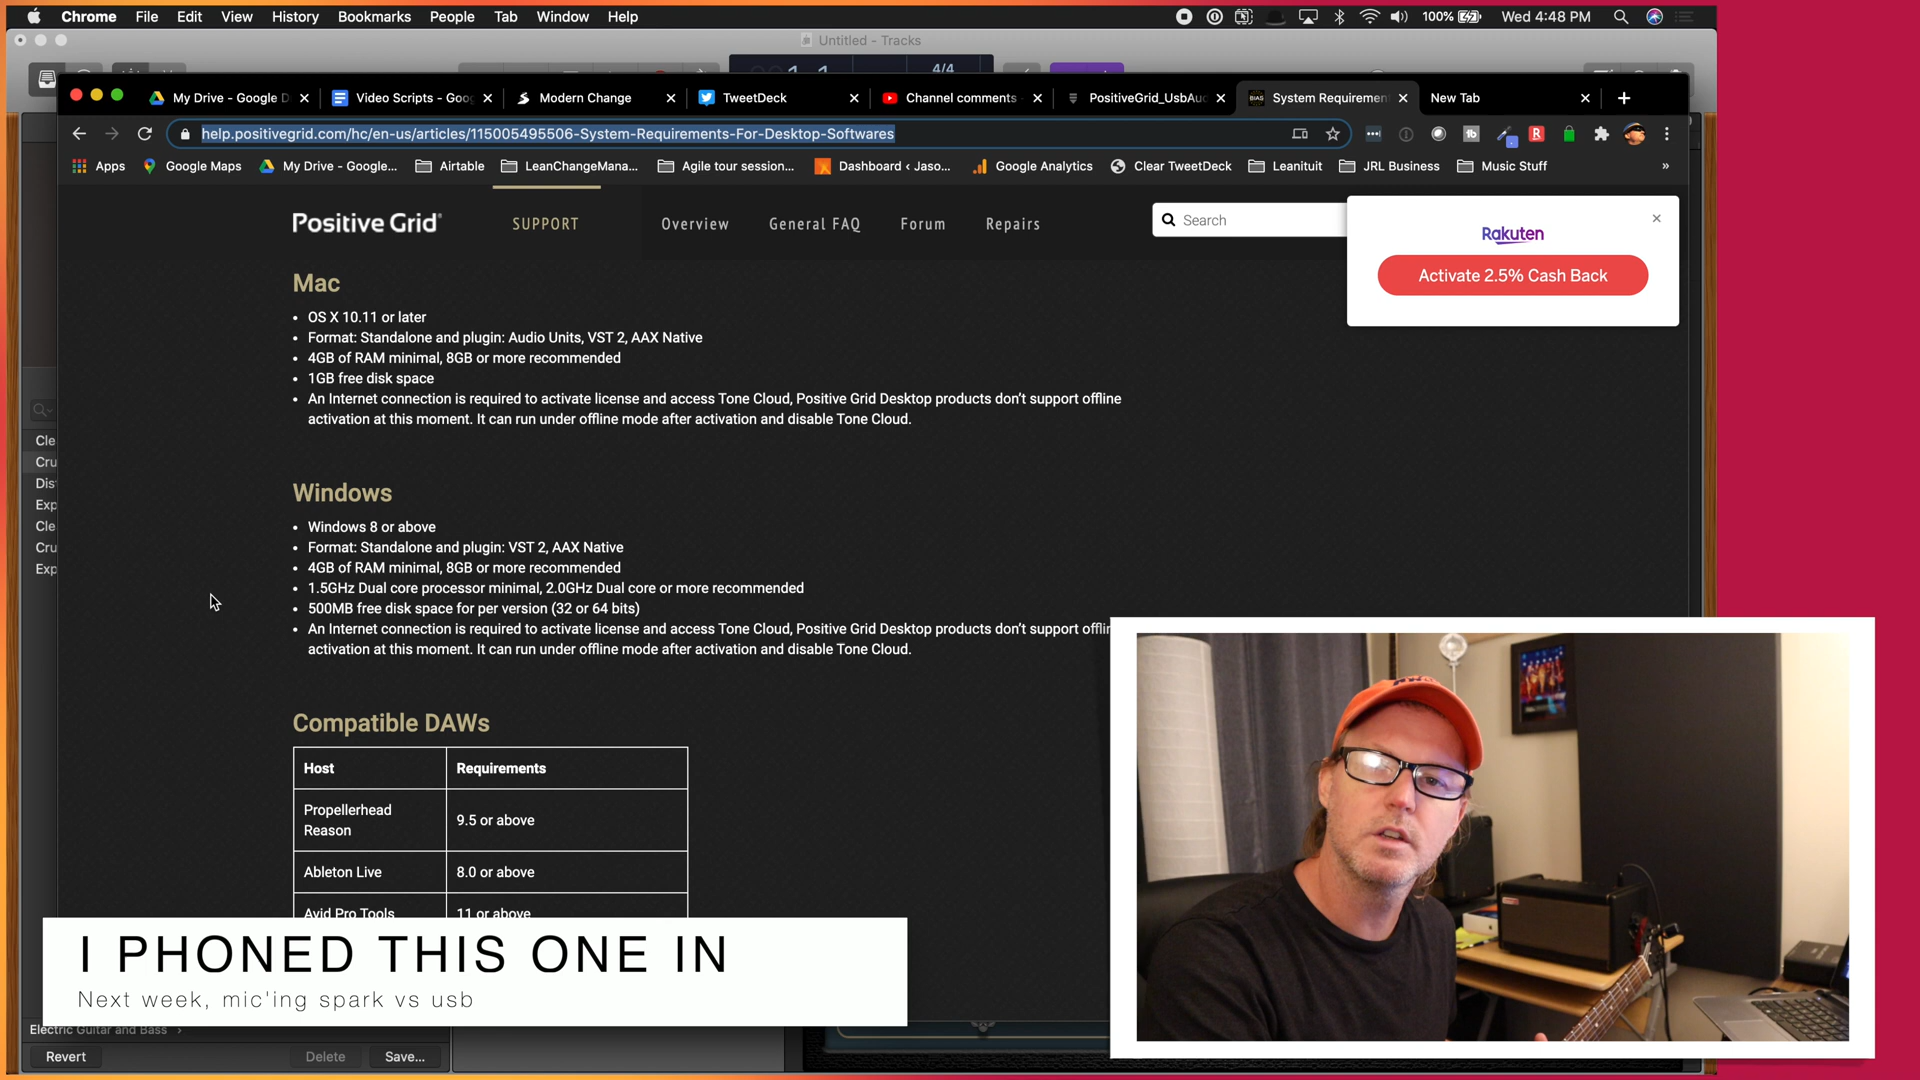 Chrome File Edit View History Bookmarks People Tab Window Help 100% Wed 4:48 PM
Untitled - Tracks
4/4
My Drive - Google D
Video Scripts - Goog
Modern Change
TweetDeck
Channel comments
PositiveGrid_UsbAu
System Requiremen
New Tab
help.positivegrid.com/hc/en-us/articles/115005495506-System-Requirements-For-Desktop-Softwares
Apps Google Maps My Drive - Google... Airtable LeanChangeMana... Agile tour session... Dashboard ‹ Jaso... Google Analytics Clear TweetDeck Leanituit JRL Business Music Stuff »
Positive Grid SUPPORT Overview General FAQ Forum Repairs Search
Rakuten
Activate 2.5% Cash Back
Mac
• OS X 10.11 or later
• Format: Standalone and plugin: Audio Units, VST 2, AAX Native
• 4GB of RAM minimal, 8GB or more recommended
• 1GB free disk space
• An Internet connection is required to activate license and access Tone Cloud, Positive Grid Desktop products don't support offline
activation at this moment. It can run under offline mode after activation and disable Tone Cloud.
Cle
Cru
Dis
Exp
Cle
Cru
Exp
Windows
• Windows 8 or above
• Format: Standalone and plugin: VST 2, AAX Native
• 4GB of RAM minimal, 8GB or more recommended
• 1.5GHz Dual core processor minimal, 2.0GHz Dual core or more recommended
• 500MB free disk space for per version (32 or 64 bits)
• An Internet connection is required to activate license and access Tone Cloud, Positive Grid Desktop products don't support offlin
activation at this moment. It can run under offline mode after activation and disable Tone Cloud.
Compatible DAWs
Host Requirements
Propellerhead
Reason
9.5 or above
Ableton Live 8.0 or above
Avid Pro Tools 11 or above
I PHONED THIS ONE IN
Next week, mic'ing spark vs usb
Electric Guitar and Bass ›
Revert Delete Save...